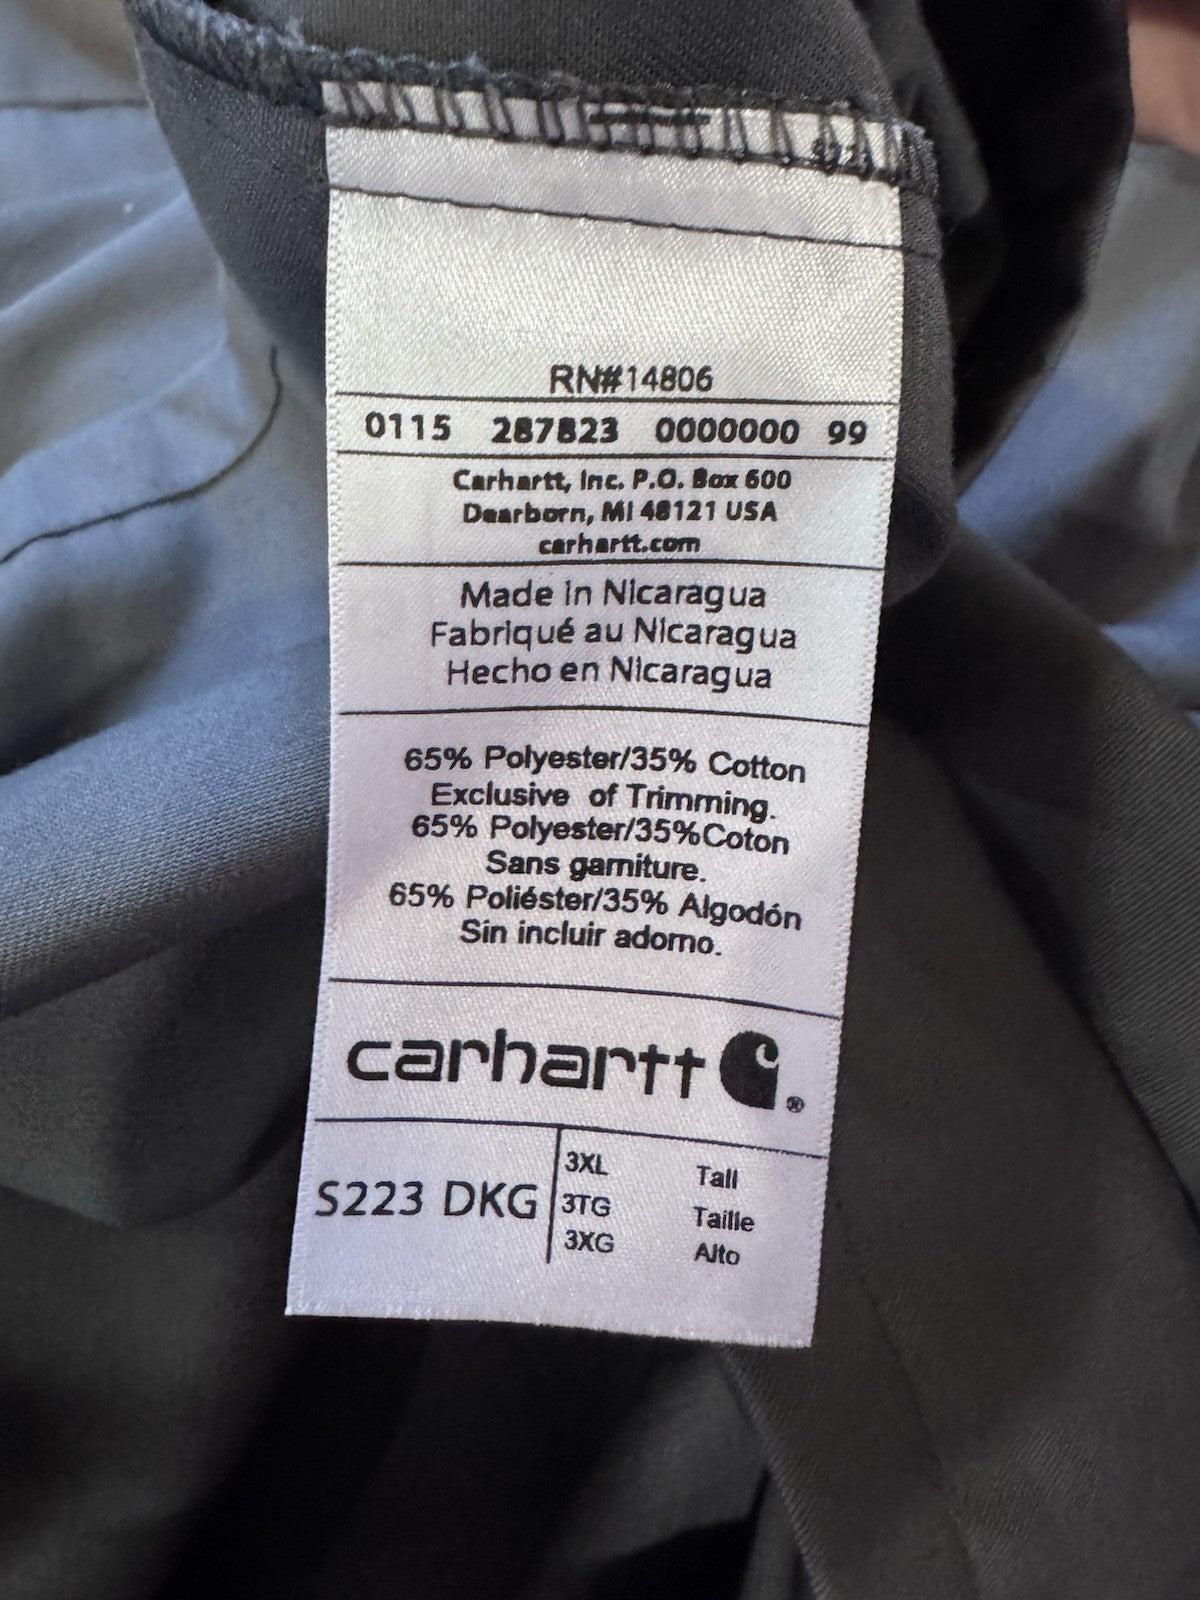 RN#14806
0115 287823 0000000 99
Carhartt, Inc. P.O. Box 600
Dearborn, MI 48121 USA
carhartt.com
Made in Nicaragua
Fabriqué au Nicaragua
Hecho en Nicaragua
65% Polyester/35% Cotton
Exclusive of Trimming.
65% Polyester/35%Coton
Sans garniture.
65% Poliéster/35% Algodón
Sin incluir adorno.
carhartt ®
S223 DKG
3XL Tall
3TG Taille
3XG Alto